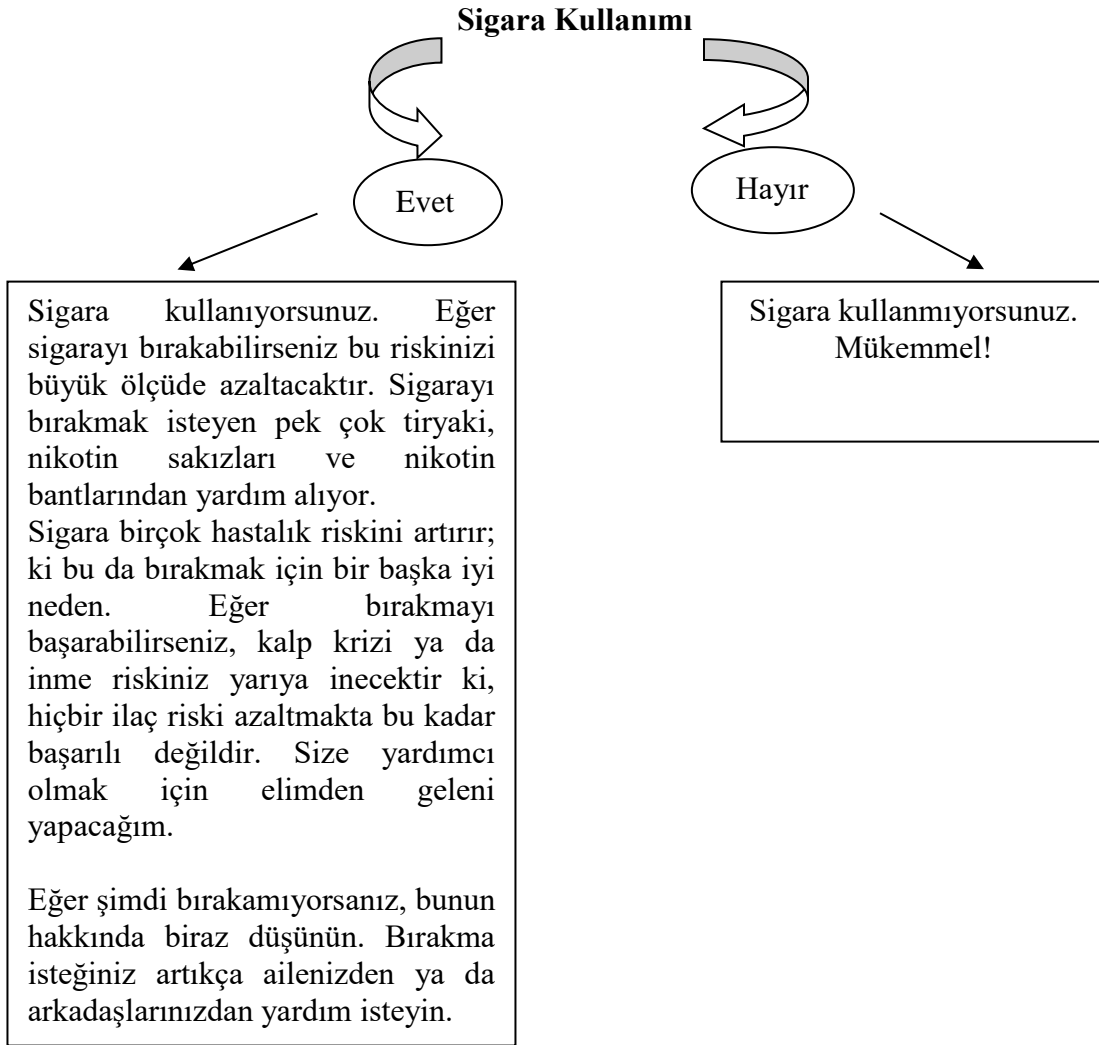 Sigara Kullanımı
Evet
Hayır
Sigara kullanıyorsunuz. Eğer
sigarayı bırakabilirseniz bu riskinizi
büyük ölçüde azaltacaktır. Sigarayı
bırakmak isteyen pek çok tiryaki,
nikotin sakızları ve nikotin
bantlarından yardım alıyor.
Sigara birçok hastalık riskini artırır;
ki bu da bırakmak için bir başka iyi
neden. Eğer bırakmayı
başarabilirseniz, kalp krizi ya da
inme riskiniz yarıya inecektir ki,
hiçbir ilaç riski azaltmakta bu kadar
başarılı değildir. Size yardımcı
olmak için elimden geleni
yapacağım.
Eğer şimdi bırakamıyorsanız, bunun
hakkında biraz düşünün. Bırakma
isteğiniz artıkça ailenizden ya da
arkadaşlarınızdan yardım isteyin.
Sigara kullanmıyorsunuz.
Mükemmel!